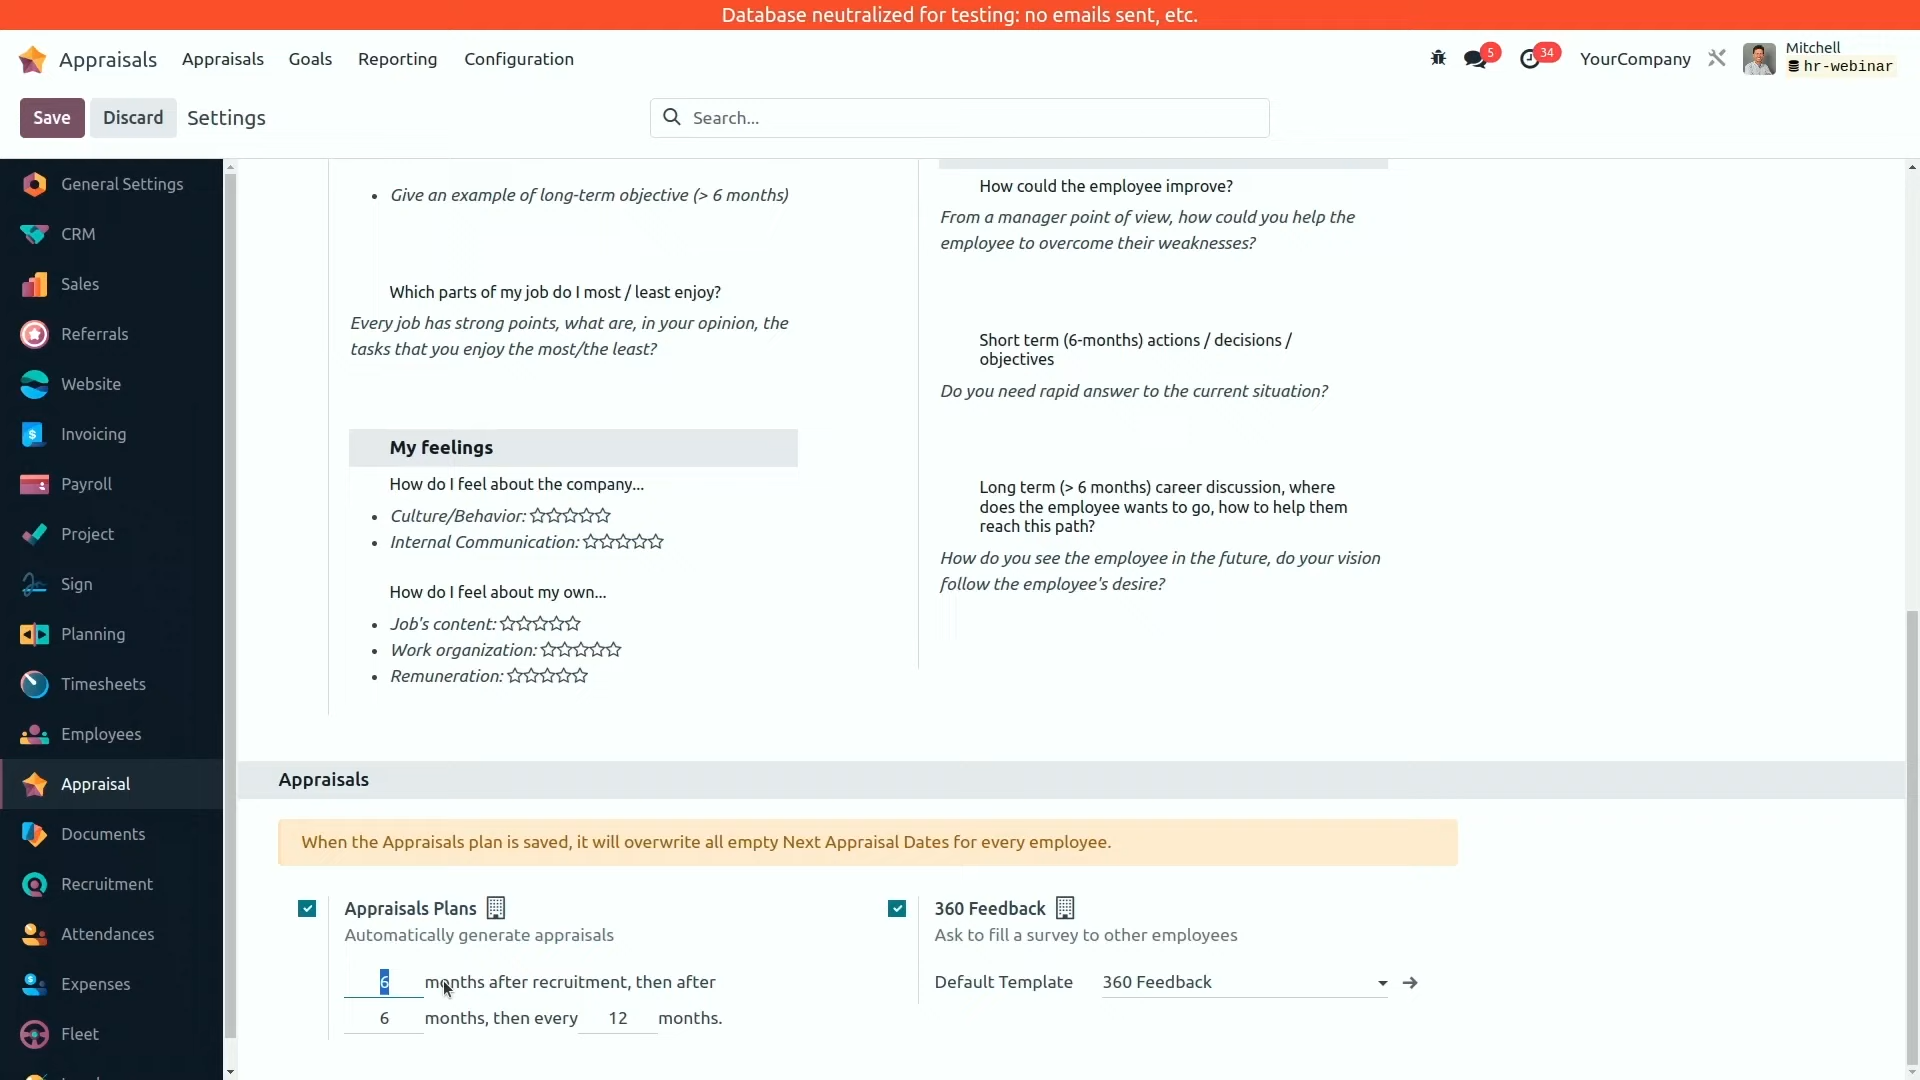 Database neutralized for testing: no emails sent, etc.
Appraisals Appraisals Goals Reporting Configuration 5 34 YourCompany Mitchell
hr-webinar
Save Discard Settings Search...
General Settings
CRM
Sales
Referrals
Website
Invoicing
Payroll
Project
Sign
Planning
Timesheets
Employees
Appraisal
Documents
Recruitment
Attendances
Expenses
Fleet
Give an example of long-term objective (> 6 months)
Which parts of my job do I most / least enjoy?
Every job has strong points, what are, in your opinion, the
tasks that you enjoy the most/the least?
My feelings
How do I feel about the company...
Culture/Behavior: ☆☆☆☆☆
Internal Communication: ☆☆☆☆☆
How do I feel about my own...
Job's content: ☆☆☆☆☆
Work organization: ☆☆☆☆☆
Remuneration: ☆☆☆☆☆
How could the employee improve?
From a manager point of view, how could you help the
employee to overcome their weaknesses?
Short term (6-months) actions / decisions /
objectives
Do you need rapid answer to the current situation?
Long term (> 6 months) career discussion, where
does the employee wants to go, how to help them
reach this path?
How do you see the employee in the future, do your vision
follow the employee's desire?
Appraisals
When the Appraisals plan is saved, it will overwrite all empty Next Appraisal Dates for every employee.
Appraisals Plans
Automatically generate appraisals
6 months after recruitment, then after
6 months, then every 12 months.
360 Feedback
Ask to fill a survey to other employees
Default Template 360 Feedback